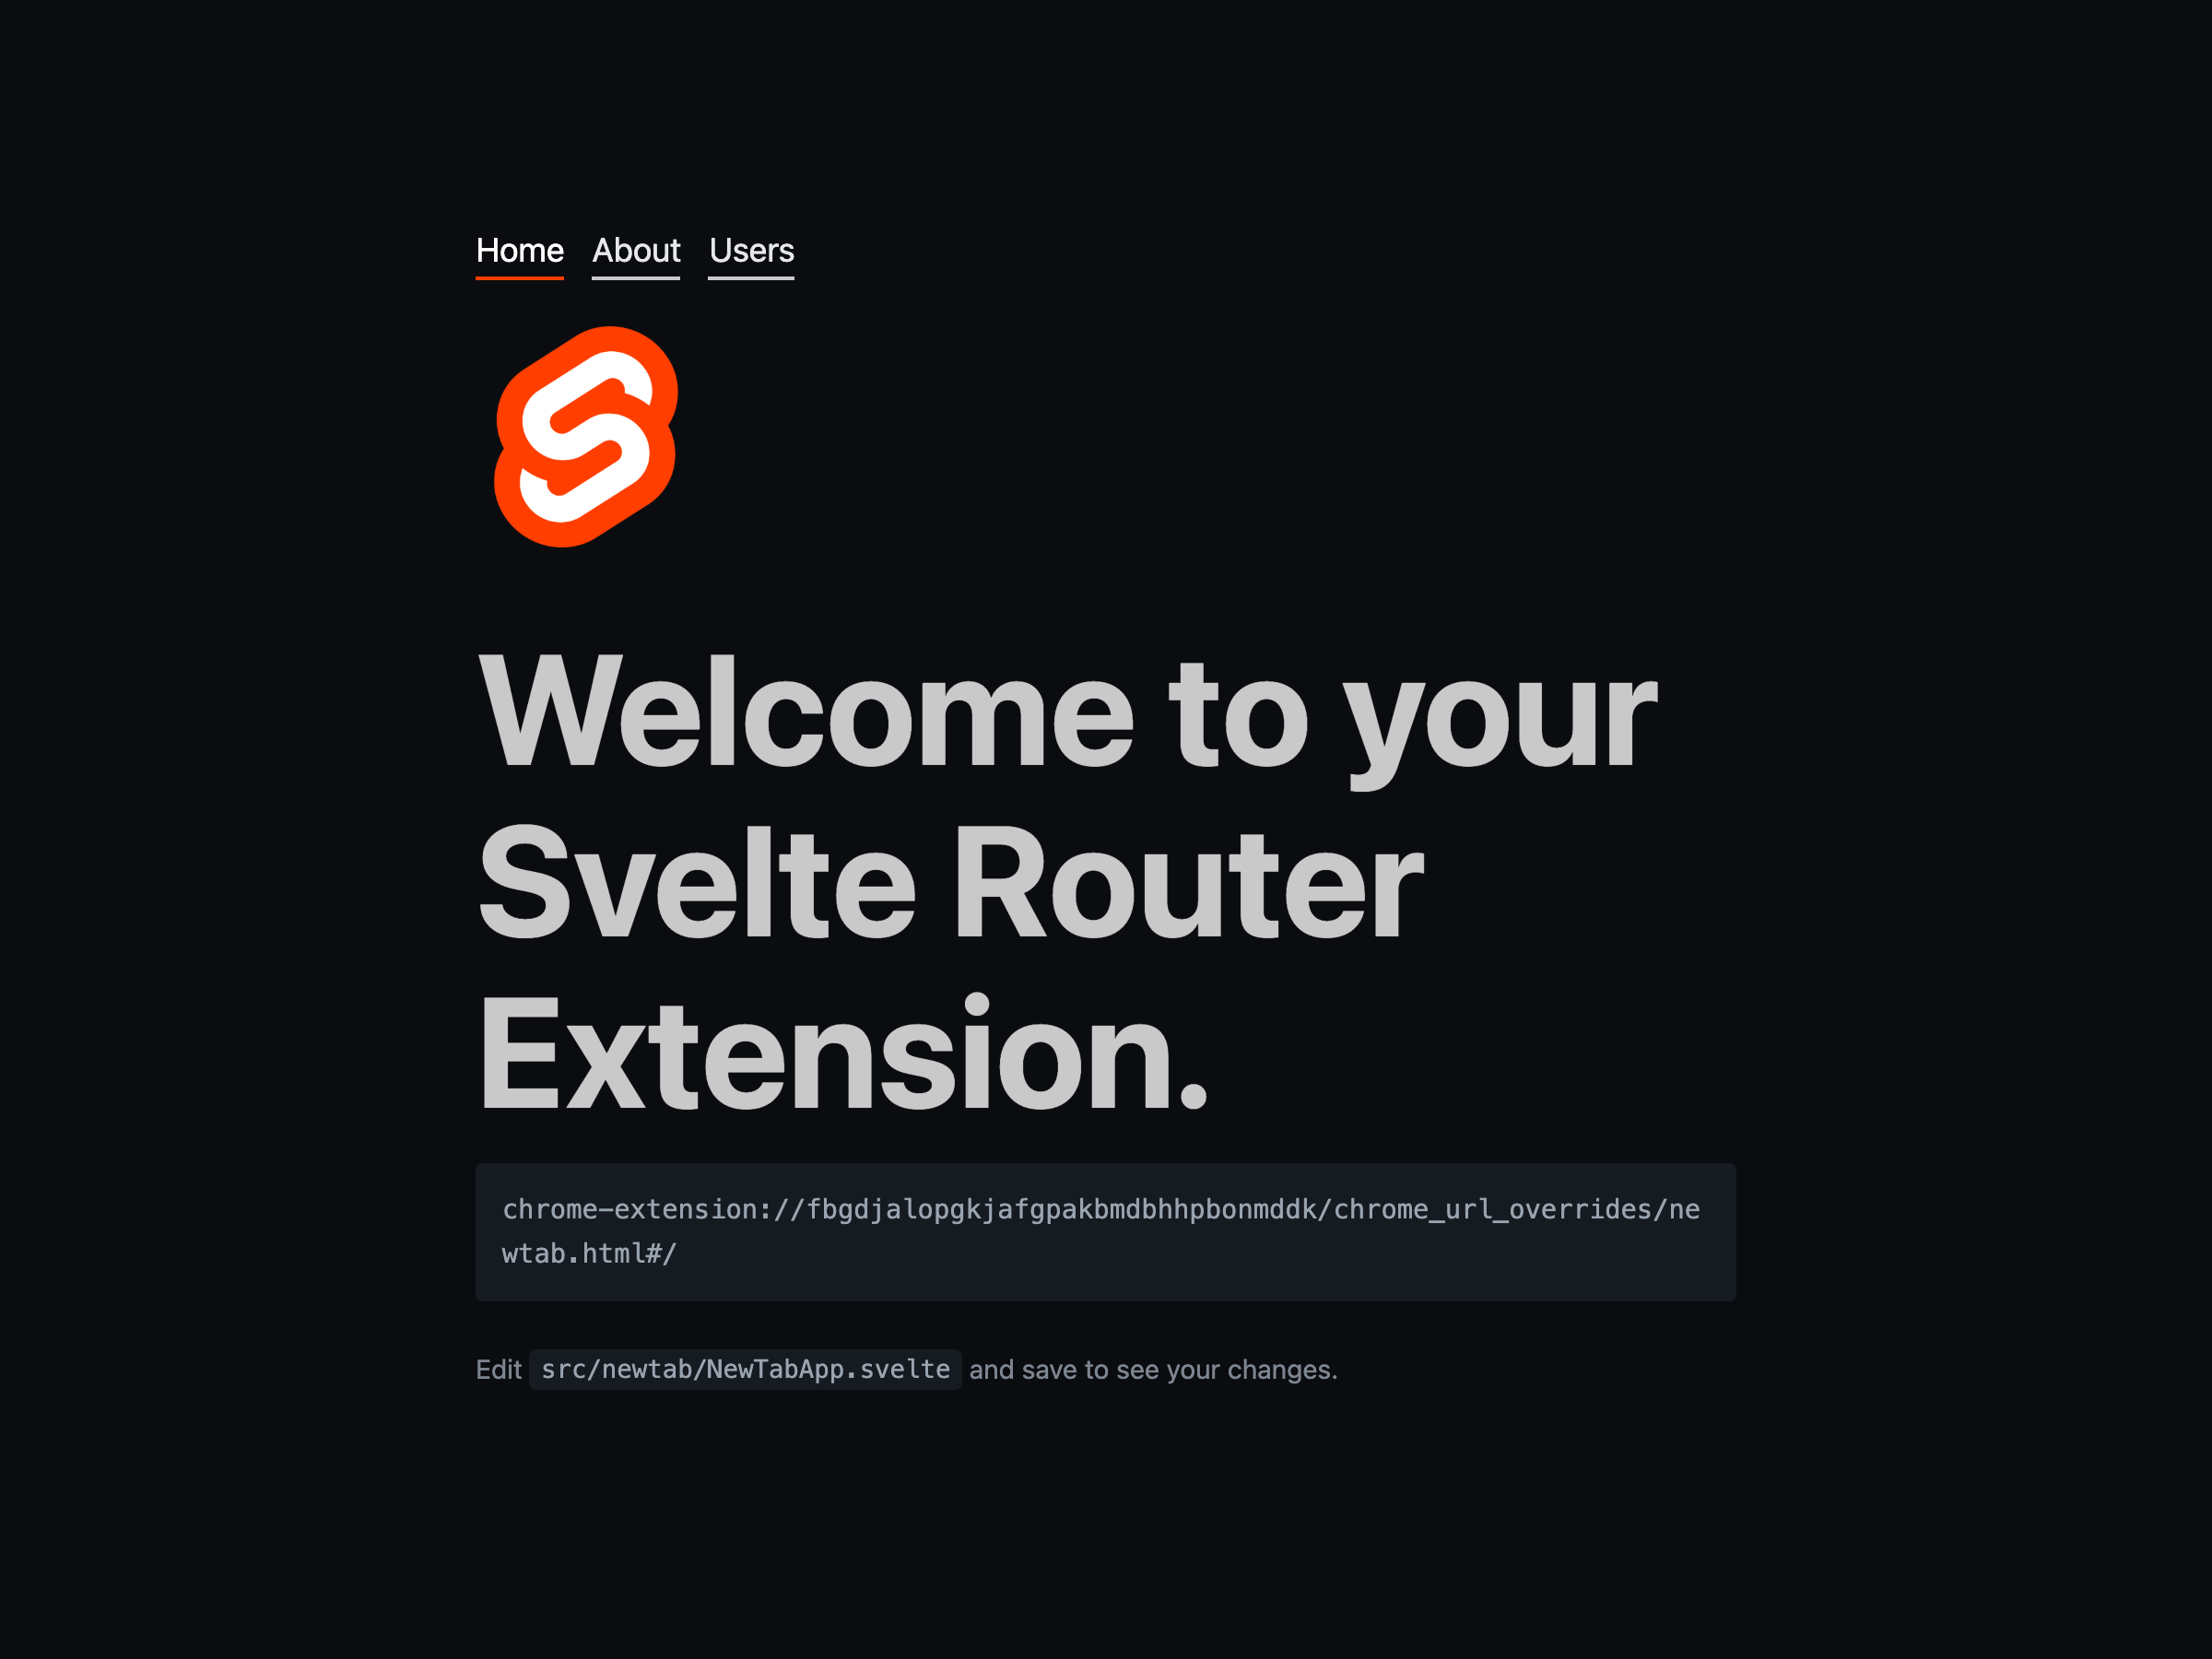 Home About Users
Welcome to your
Svelte Router
Extension.
chrome-extension://fbgdjalopgkjafgpakbmdbhhpbonmddk/chrome_url_overrides/ne
wtab.html#/
Edit src/newtab/NewTabApp.svelte and save to see your changes.